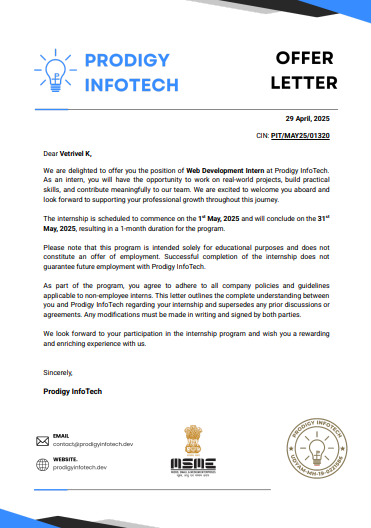 PRODIGY
INFOTECH
OFFER
LETTER
29 April, 2025
CIN: PIT/MAY25/01320
Dear Vetrivel K,
We are delighted to offer you the position of Web Development Intern at Prodigy InfoTech.
As an intern, you will have the opportunity to work on real-world projects, build practical
skills, and contribute meaningfully to our team. We are excited to welcome you aboard and
look forward to supporting your professional growth throughout this journey.
The internship is scheduled to commence on the 1st May, 2025 and will conclude on the 31st
May, 2025, resulting in a 1-month duration for the program.
Please note that this program is intended solely for educational purposes and does not
constitute an offer of employment. Successful completion of the internship does not
guarantee future employment with Prodigy InfoTech.
As part of the program, you agree to adhere to all company policies and guidelines
applicable to non-employee interns. This letter outlines the complete understanding between
you and Prodigy InfoTech regarding your internship and supersedes any prior discussions or
agreements. Any modifications must be made in writing and signed by both parties.
We look forward to your participation in the internship program and wish you a rewarding
and enriching experience with us.
Sincerely,
Prodigy InfoTech
EMAIL
contact@prodigyinfotech.dev
WEBSITE.
prodigyinfotech.dev
MSME
PRODIGY INFOTECH